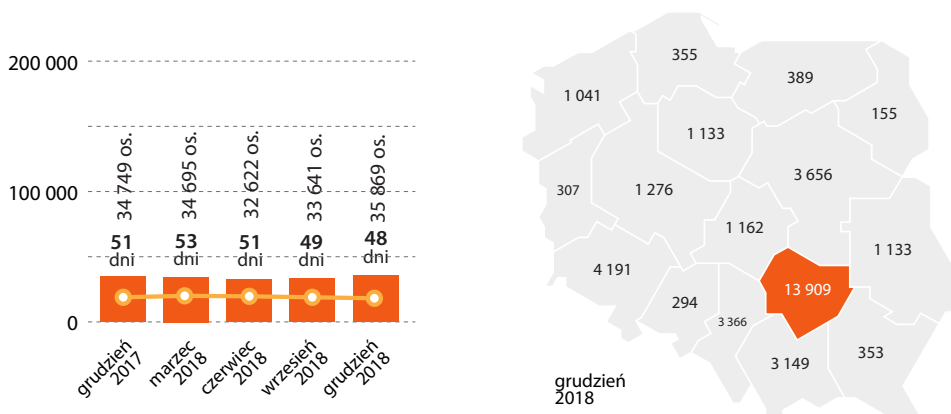 200 000
100 000
0
34 749 os.
34 695 os.
32 622 os.
33 641 os.
35 869 os.
51
dni
53
dni
51
dni
49
dni
48
dni
grudzień
2017
marzec
2018
czerwiec
2018
wrzesień
2018
grudzień
2018
355
389
1 041
155
1 133
3 656
307
1 276
1 162
1 133
4 191
13 909
294
3 366
353
3 149
grudzień
2018